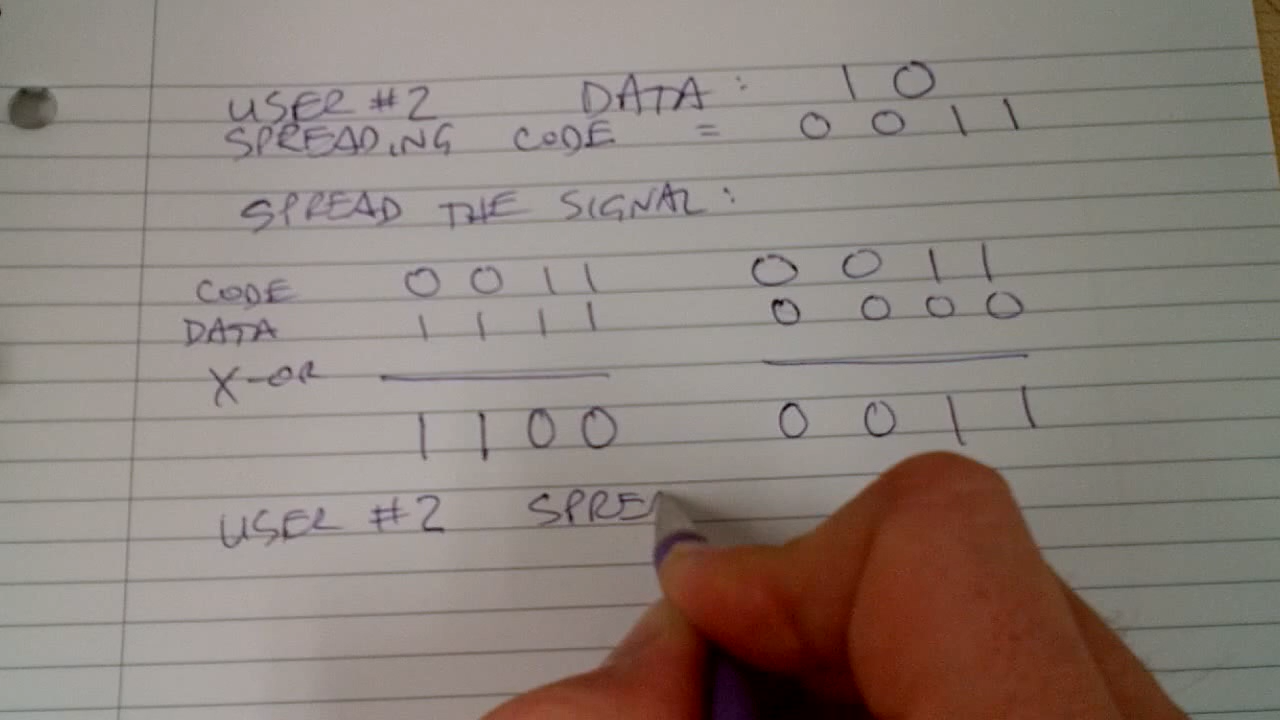 USER #2 DATA: 1 0
SPREADING CODE = 0 0 1 1
SPREAD THE SIGNAL:
CODE 0 0 1 1 0 0 1 1
DATA 1 1 1 1 0 0 0 0
X-OR
1 1 0 0 0 0 1 1
USER #2 SPREA